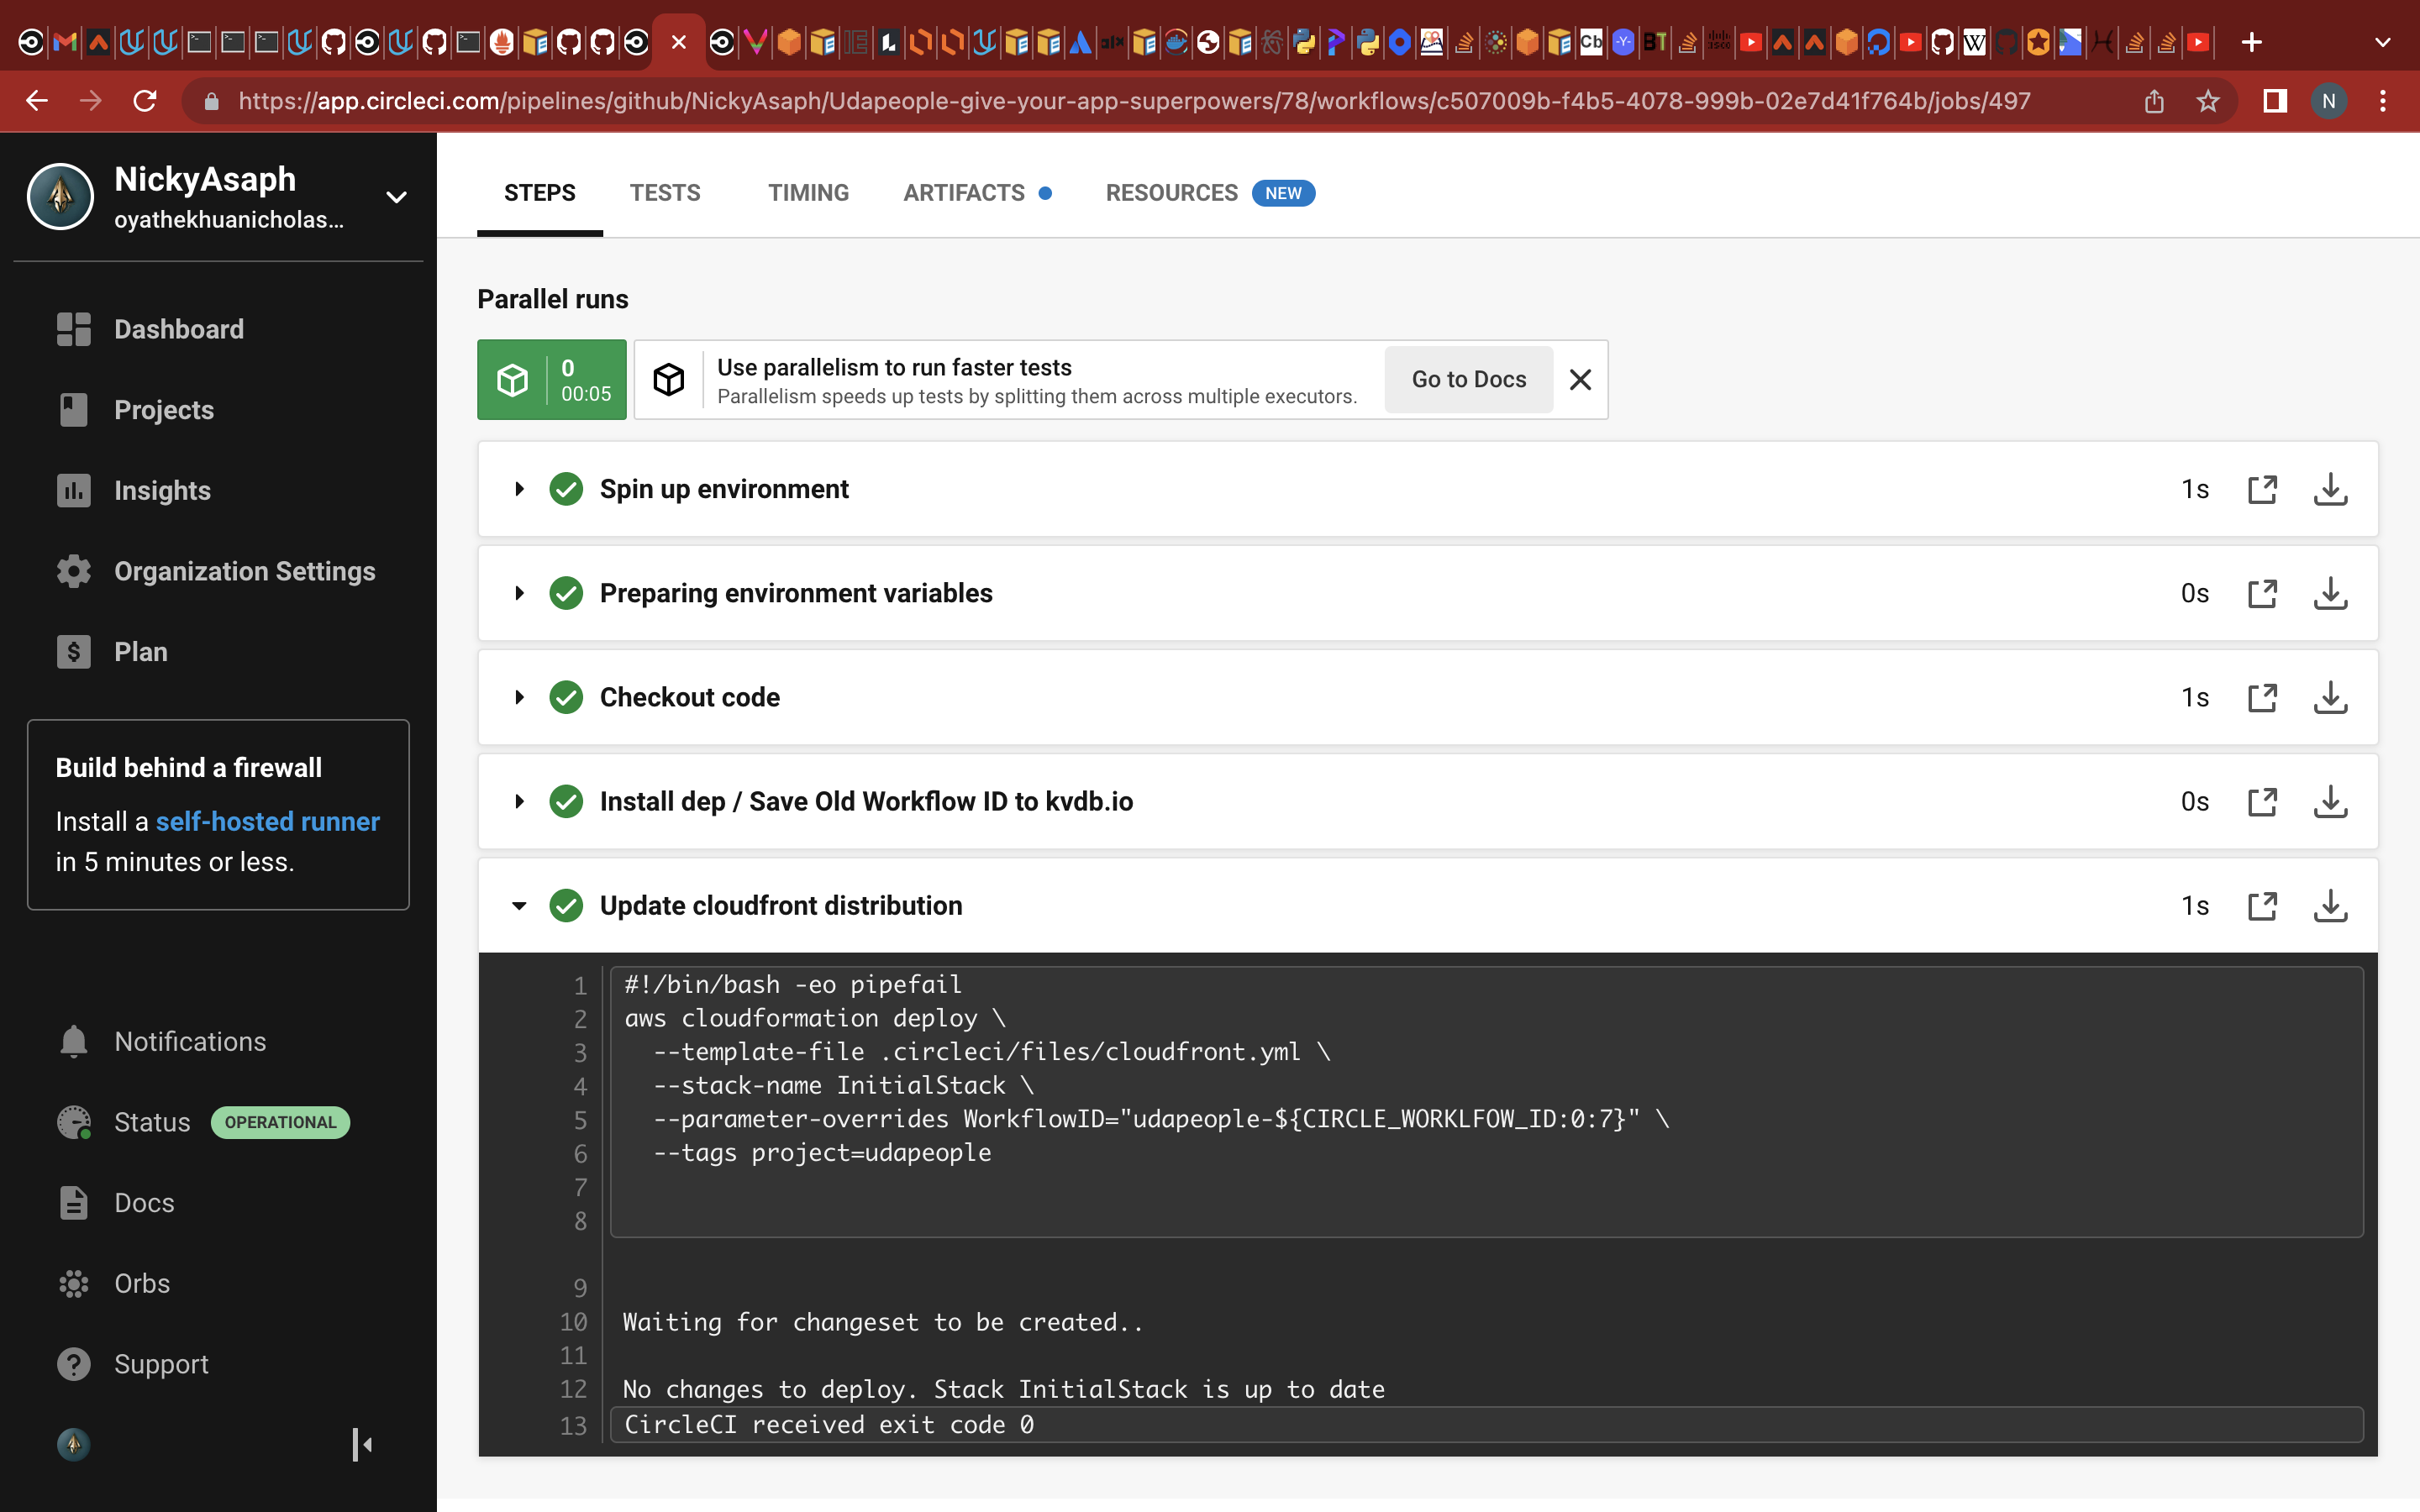 https://app.circleci.com/pipelines/github/NickyAsaph/Udapeople-give-your-app-superpowers/78/workflows/c507009b-f4b5-4078-999b-02e7d41f764b/jobs/497
N
NickyAsaph
oyathekhuanicholas...
Dashboard
Projects
Insights
Organization Settings
Plan
Build behind a firewall
Install a self-hosted runner
in 5 minutes or less.
Notifications
Status OPERATIONAL
Docs
Orbs
Support
STEPS TESTS TIMING ARTIFACTS RESOURCES NEW
Parallel runs
0
00:05
Use parallelism to run faster tests
Parallelism speeds up tests by splitting them across multiple executors.
Go to Docs
Spin up environment 1s
Preparing environment variables 0s
Checkout code 1s
Install dep / Save Old Workflow ID to kvdb.io 0s
Update cloudfront distribution 1s
1 #!/bin/bash -eo pipefail
2 aws cloudformation deploy \
3 --template-file .circleci/files/cloudfront.yml \
4 --stack-name InitialStack \
5 --parameter-overrides WorkflowID="udapeople-${CIRCLE_WORKLFOW_ID:0:7}" \
6 --tags project=udapeople
7
8
9
10 Waiting for changeset to be created..
11
12 No changes to deploy. Stack InitialStack is up to date
13 CircleCI received exit code 0